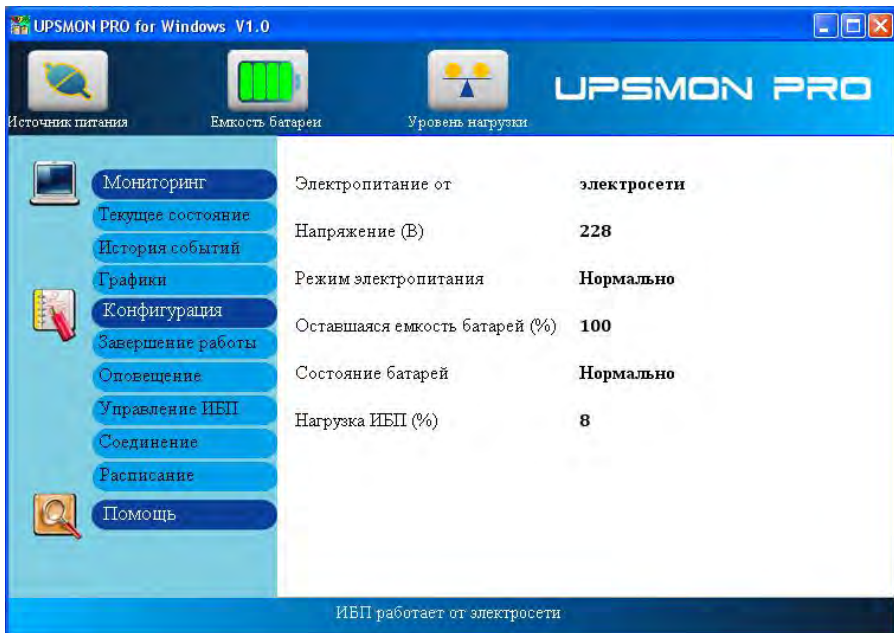 UPSMON PRO for Windows V1.0
UPSMON PRO
Источник питания
Емкость батареи
Уровень нагрузки
Мониторинг
Текущее состояние
История событий
Графики
Конфигурация
Завершение работы
Оповещение
Управление ИБП
Соединение
Расписание
Помощь
Электропитание от электросети
Напряжение (В) 228
Режим электропитания Нормально
Оставшаяся емкость батарей (%) 100
Состояние батарей Нормально
Нагрузка ИБП (%) 8
ИБП работает от электросети